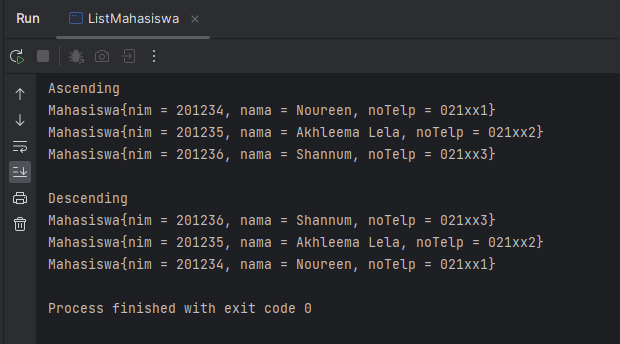 Run ListMahasiswa
Ascending
Mahasiswa{nim = 201234, nama = Noureen, noTelp = 021xx1}
Mahasiswa{nim = 201235, nama = Akhleema Lela, noTelp = 021xx2}
Mahasiswa{nim = 201236, nama = Shannum, noTelp = 021xx3}
Descending
Mahasiswa{nim = 201236, nama = Shannum, noTelp = 021xx3}
Mahasiswa{nim = 201235, nama = Akhleema Lela, noTelp = 021xx2}
Mahasiswa{nim = 201234, nama = Noureen, noTelp = 021xx1}
Process finished with exit code 0